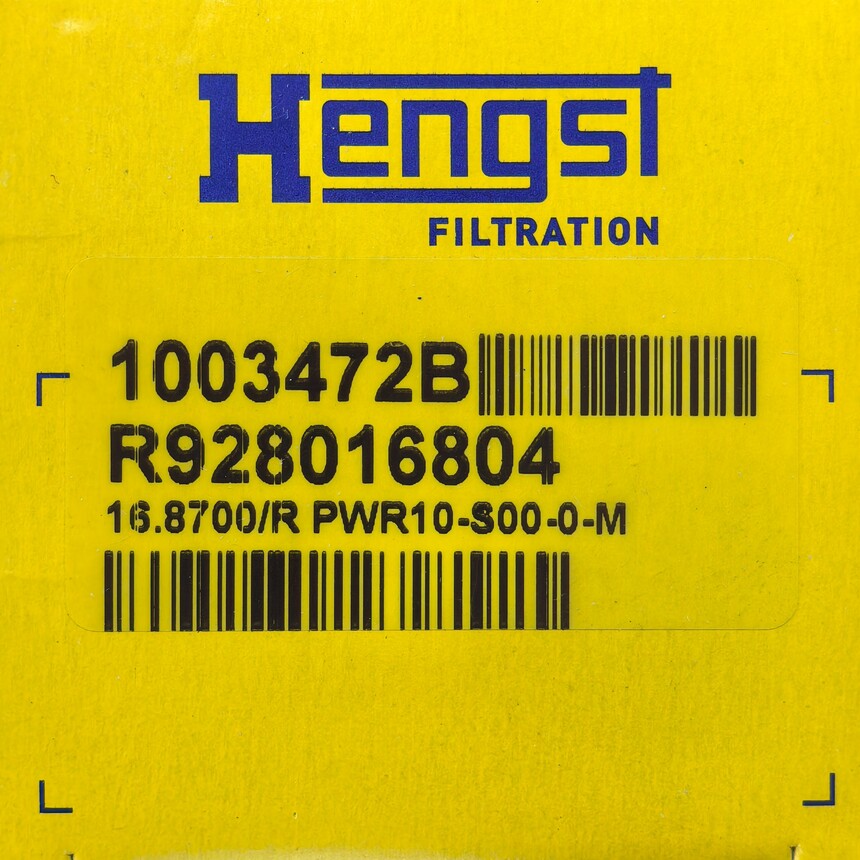 Hengst
FILTRATION
1003472B
R928016804
16.8700/R PWR10-S00-0-M